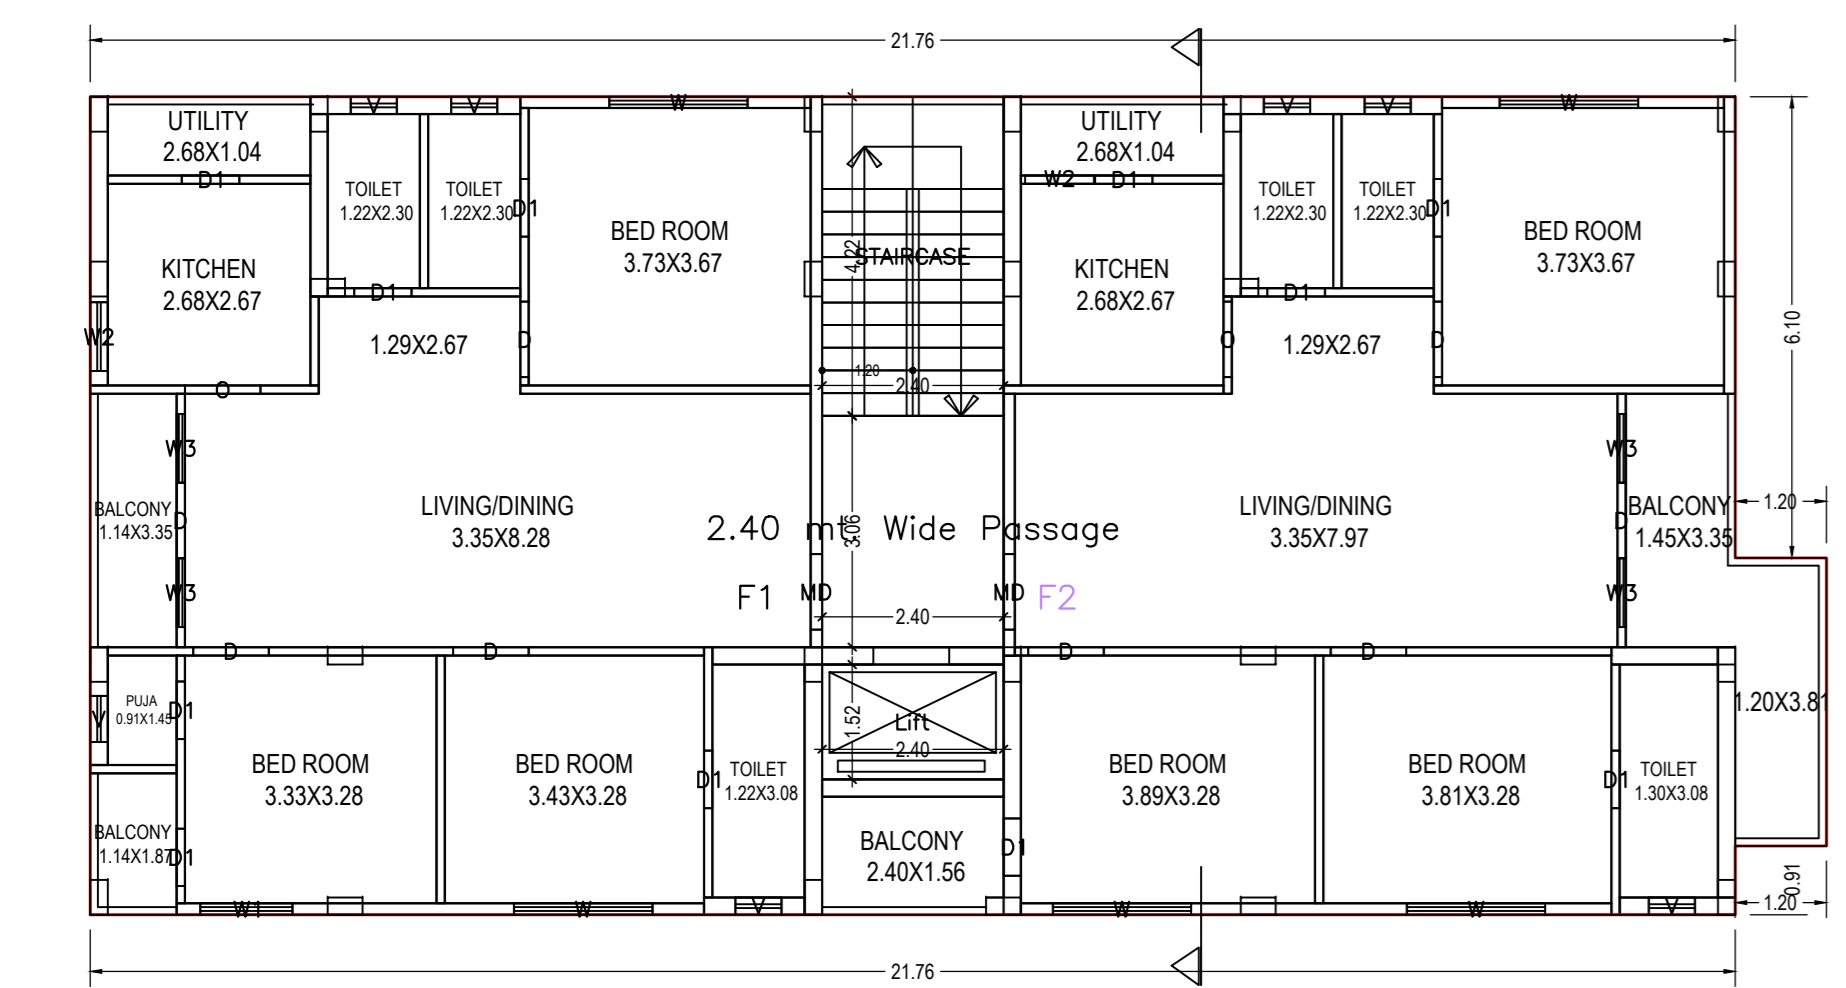 21.76
UTILITY
2.68X1.04
V
V
W
UTILITY
2.68X1.04
V
V
W
D1
W2
D1
TOILET
1.22X2.30
TOILET
1.22X2.30
D1
TOILET
1.22X2.30
TOILET
1.22X2.30
D1
BED ROOM
3.73X3.67
4.22
STAIRCASE
BED ROOM
3.73X3.67
KITCHEN
2.68X2.67
KITCHEN
2.68X2.67
D1
D1
W2
1.29X2.67
D
O
1.29X2.67
D
6.10
O
1.20
2.40
W3
W3
BALCONY
1.14X3.35
D
LIVING/DINING
3.35X8.28
2.40 mt. Wide Passage
3.06
LIVING/DINING
3.35X7.97
D
BALCONY
1.45X3.35
1.20
W3
F1
MD
MD
F2
W3
2.40
D
D
D
D
PUJA
0.91X1.45
D1
V
1.52
Lift
2.40
1.20X3.81
BED ROOM
3.33X3.28
BED ROOM
3.43X3.28
D1
TOILET
1.22X3.08
BED ROOM
3.89X3.28
BED ROOM
3.81X3.28
D1
TOILET
1.30X3.08
BALCONY
1.14X1.87
D1
BALCONY
2.40X1.56
D1
0.91
1.20
W1
W
V
W
W
V
21.76